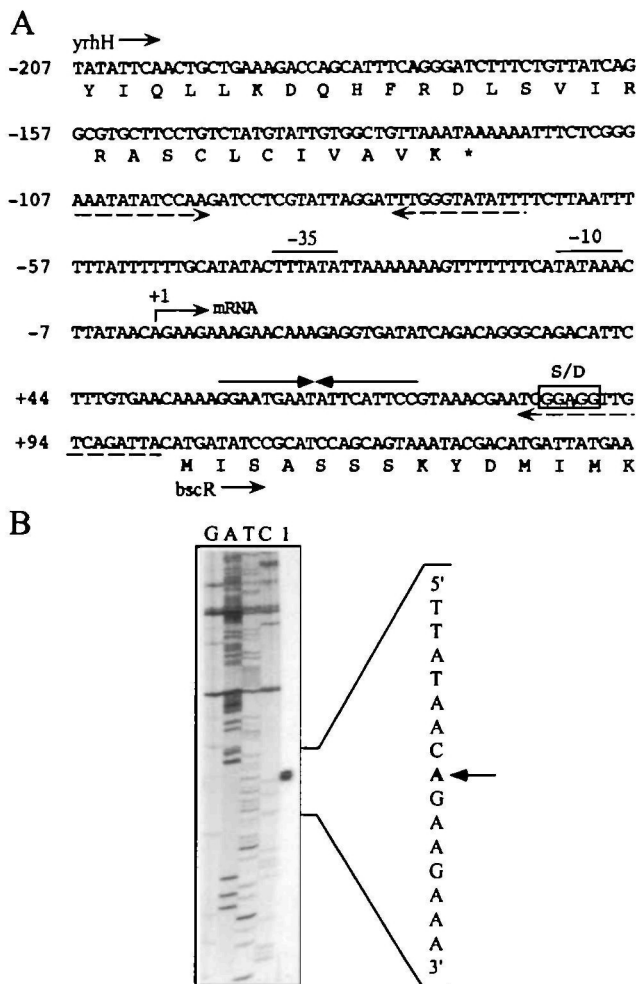 A
yrhH
-207 TATATTCAACTGCTGAAAGACCAGCATTTCAGGGATCTTTCTGTTATCAG
Y I Q L L K D Q H F R D L S V I R
-157 GCGTGCTTCCTGTCTATGTATTGTGGCTGTTAAATAAAAAATTTCTCGGG
R A S C L C I V A V K *
-107 AAATATATCCAAGATCCTCGTATTAGGATTTGGGTATATTTTCTTAATTT
-35 -10
-57 TTTATTTTTTGCATATACTTTATATTAAAAAAAGTTTTTTTCATATAAAC
+1 mRNA
-7 TTATAACAGAAGAAAGAACAAAGAGGTGATATCAGACAGGGCAGACATTC
S/D
+44 TTTGTGAACAAAAGGAATGAATATTCATTCCGTAAACGAATCGGAGGTTG
+94 TCAGATTACATGATATCCGCATCCAGCAGTAAATACGACATGATTATGAA
M I S A S S S K Y D M I M K
bscR
B
G A T C 1
5'
T
T
A
T
A
A
C
A
G
A
A
G
A
A
A
3'